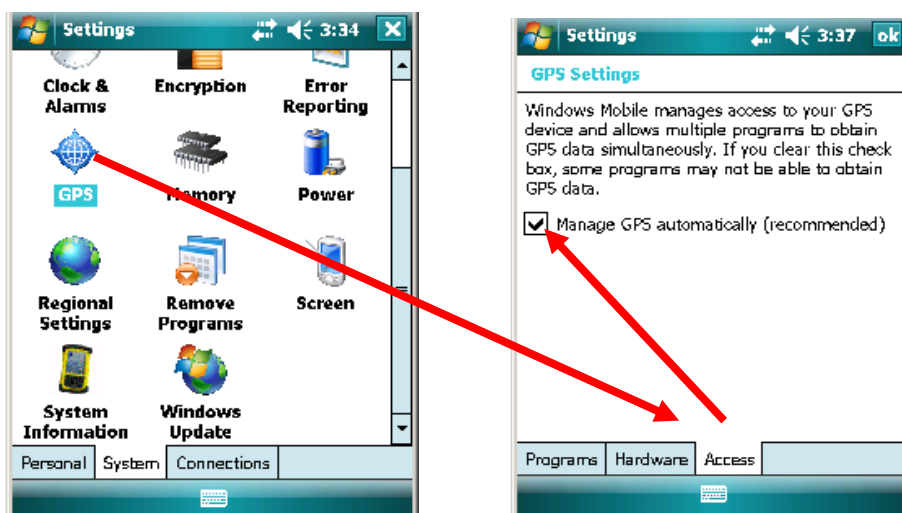 Settings 3:34
Clock & Alarms
Encryption
Error Reporting
GPS
Memory
Power
Regional Settings
Remove Programs
Screen
System Information
Windows Update
Personal System Connections
Settings 3:37 ok
GPS Settings
Windows Mobile manages access to your GPS
device and allows multiple programs to obtain
GPS data simultaneously. If you clear this check
box, some programs may not be able to obtain
GPS data.
Manage GPS automatically (recommended)
Programs Hardware Access